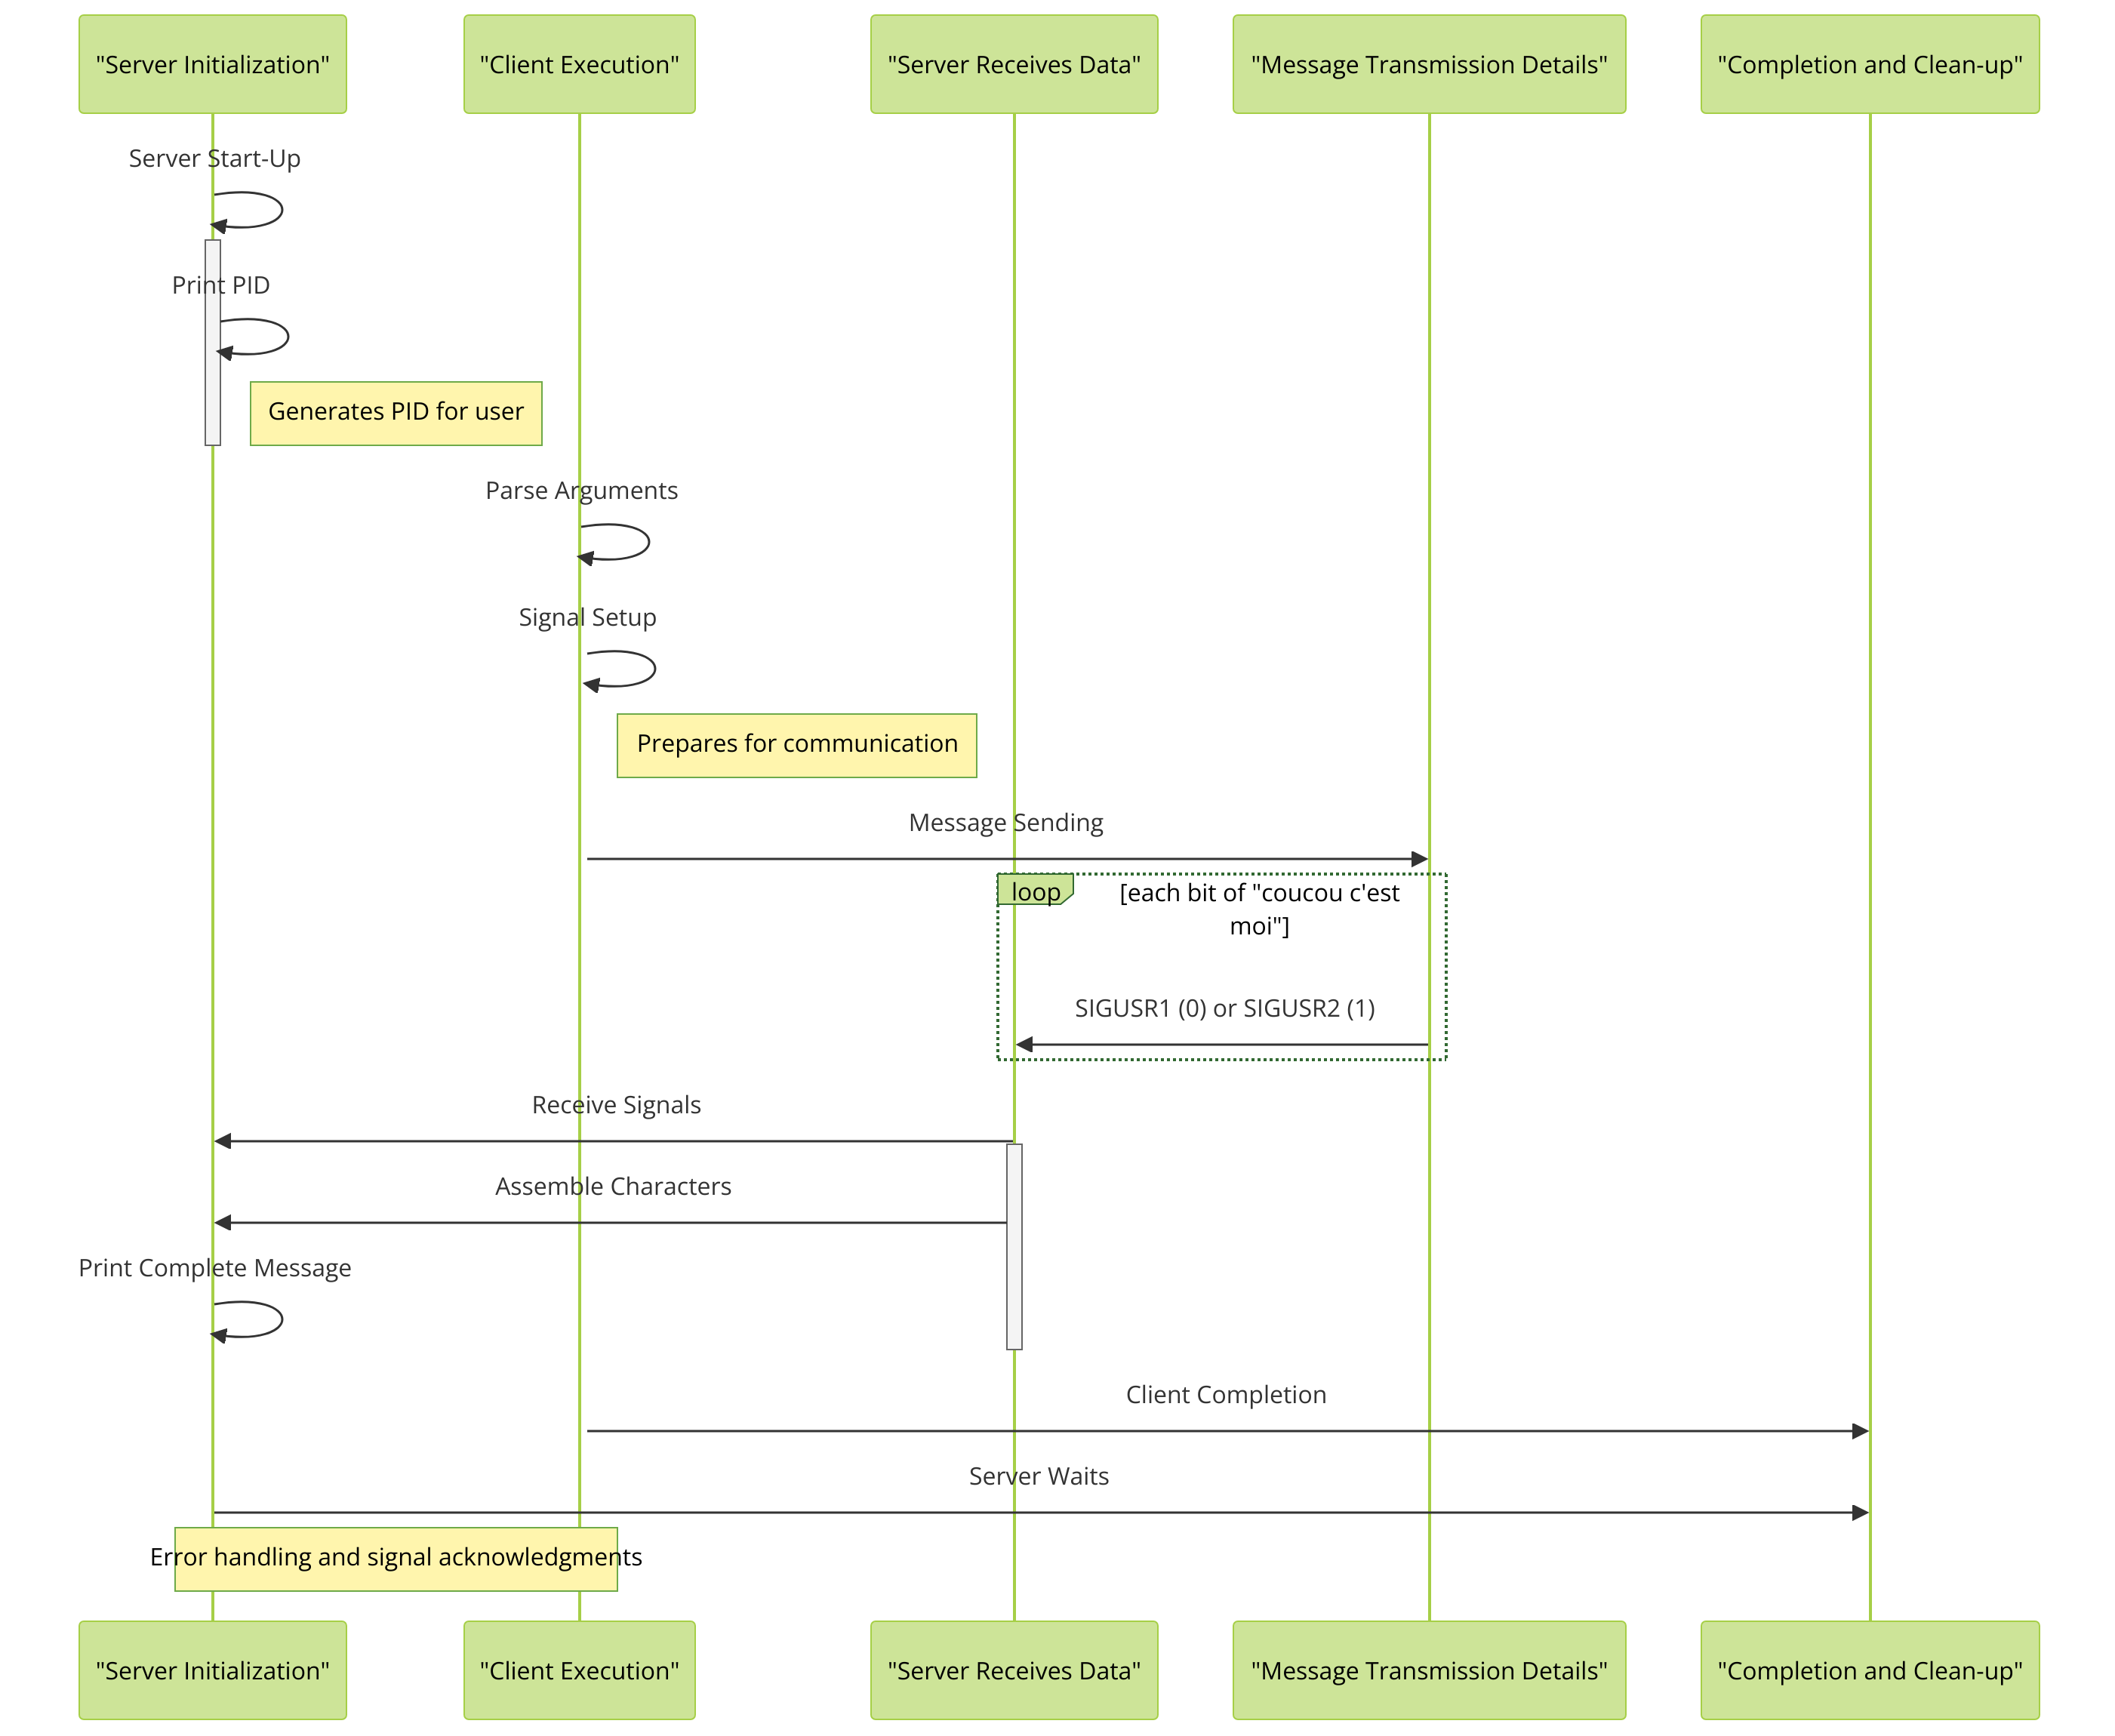 "Server Initialization"
"Client Execution"
"Server Receives Data"
"Message Transmission Details"
"Completion and Clean-up"
Server Start-Up
Print PID
Generates PID for user
Parse Arguments
Signal Setup
Prepares for communication
Message Sending
loop
[each bit of "coucou c'est
moi"]
SIGUSR1 (0) or SIGUSR2 (1)
Receive Signals
Assemble Characters
Print Complete Message
Client Completion
Server Waits
Error handling and signal acknowledgments
"Server Initialization"
"Client Execution"
"Server Receives Data"
"Message Transmission Details"
"Completion and Clean-up"